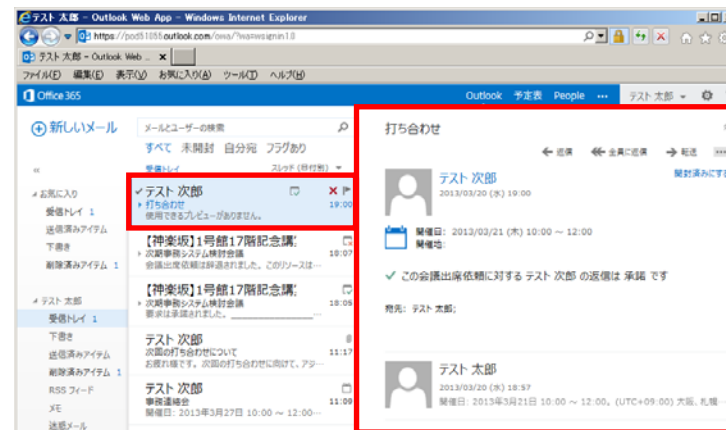 テスト 太郎 - Outlook Web App - Windows Internet Explorer
https://pod51055.outlook.com/owa/?wa=wsignin1.0
テスト 太郎 - Outlook Web ...
ファイル(F) 編集(E) 表示(V) お気に入り(A) ツール(T) ヘルプ(H)
Office 365
Outlook 予定表 People ••• テスト 太郎
新しいメール
メールとユーザーの検索
すべて 未開封 自分宛 フラグあり
«
受信トレイ スレッド (日付別)
お気に入り
受信トレイ 1
送信済みアイテム
下書き
削除済みアイテム 1
テスト 太郎
受信トレイ 1
下書き
送信済みアイテム
削除済みアイテム 1
RSS フィード
メモ
迷惑メール
テスト 次郎
打ち合わせ 19:00
使用できるプレビューがありません。
【神楽坂】1号館17階記念講
次期事務システム検討会議 18:07
会議出席依頼は辞退されました。このリソースは…
【神楽坂】1号館17階記念講
次期事務システム検討会議 18:05
要求は承諾されました。
テスト 次郎
次回の打ち合わせについて 11:17
お疲れ様です。次回の打ち合わせに向けて、アジ…
テスト 次郎
事務連絡会 11:09
開催日: 2013年3月27日 10:00 ～ 12:00…
打ち合わせ
返信 全員に返信 転送 •••
テスト 次郎 開封済みにする
2013/03/20 (水) 19:00
開催日: 2013/03/21 (木) 10:00 ～ 12:00
開催地:
この会議出席依頼に対する テスト 次郎 の返信は 承諾 です
宛先: テスト 太郎;
テスト 太郎
2013/03/20 (水) 18:57
開催日: 2013年3月21日 10:00 ～ 12:00、(UTC+09:00) 大阪、札幌…